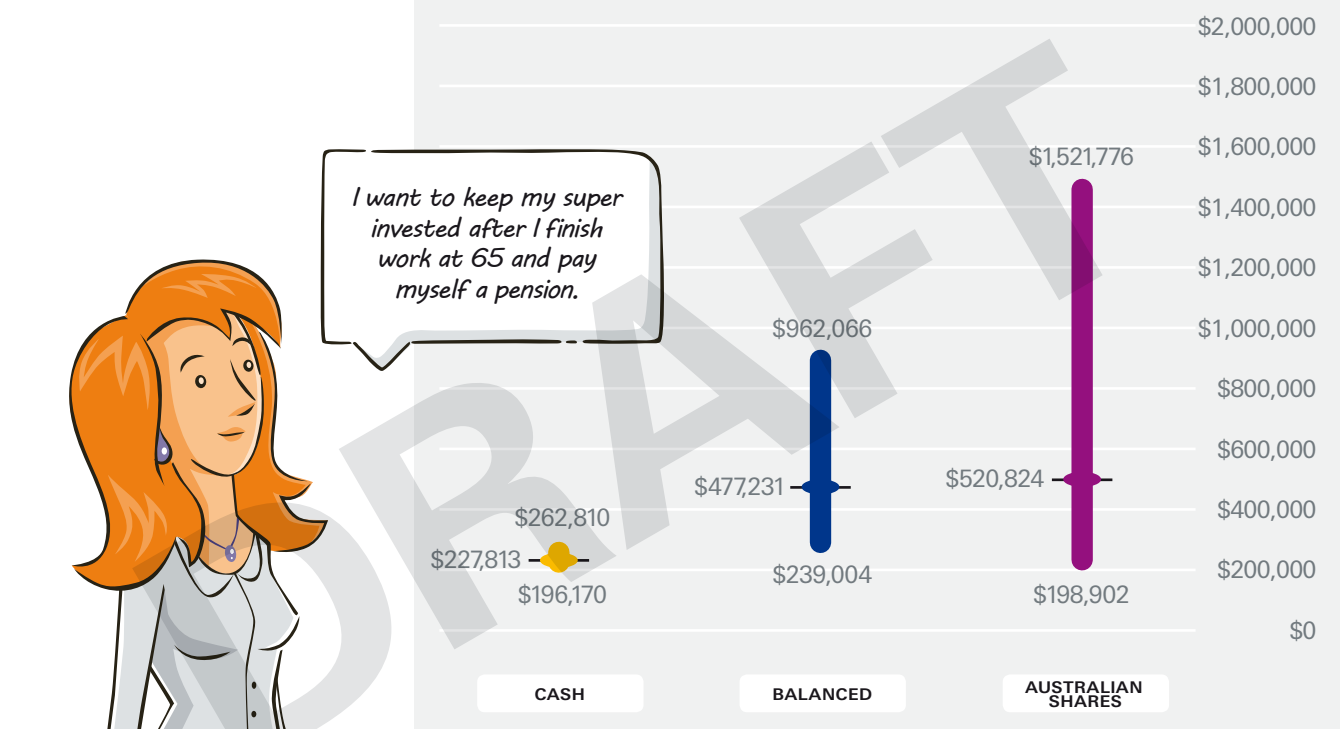 $2,000,000
$1,800,000
$1,600,000
$1,521,776
I want to keep my super
invested after I finish
work at 65 and pay
myself a pension.
$1,400,000
$1,200,000
$1,000,000
$962,066
$800,000
$600,000
$477,231
$520,824
$400,000
$262,810
$227,813
$239,004
$200,000
$196,170
$198,902
$0
CASH
BALANCED
AUSTRALIAN
SHARES
DRAFT